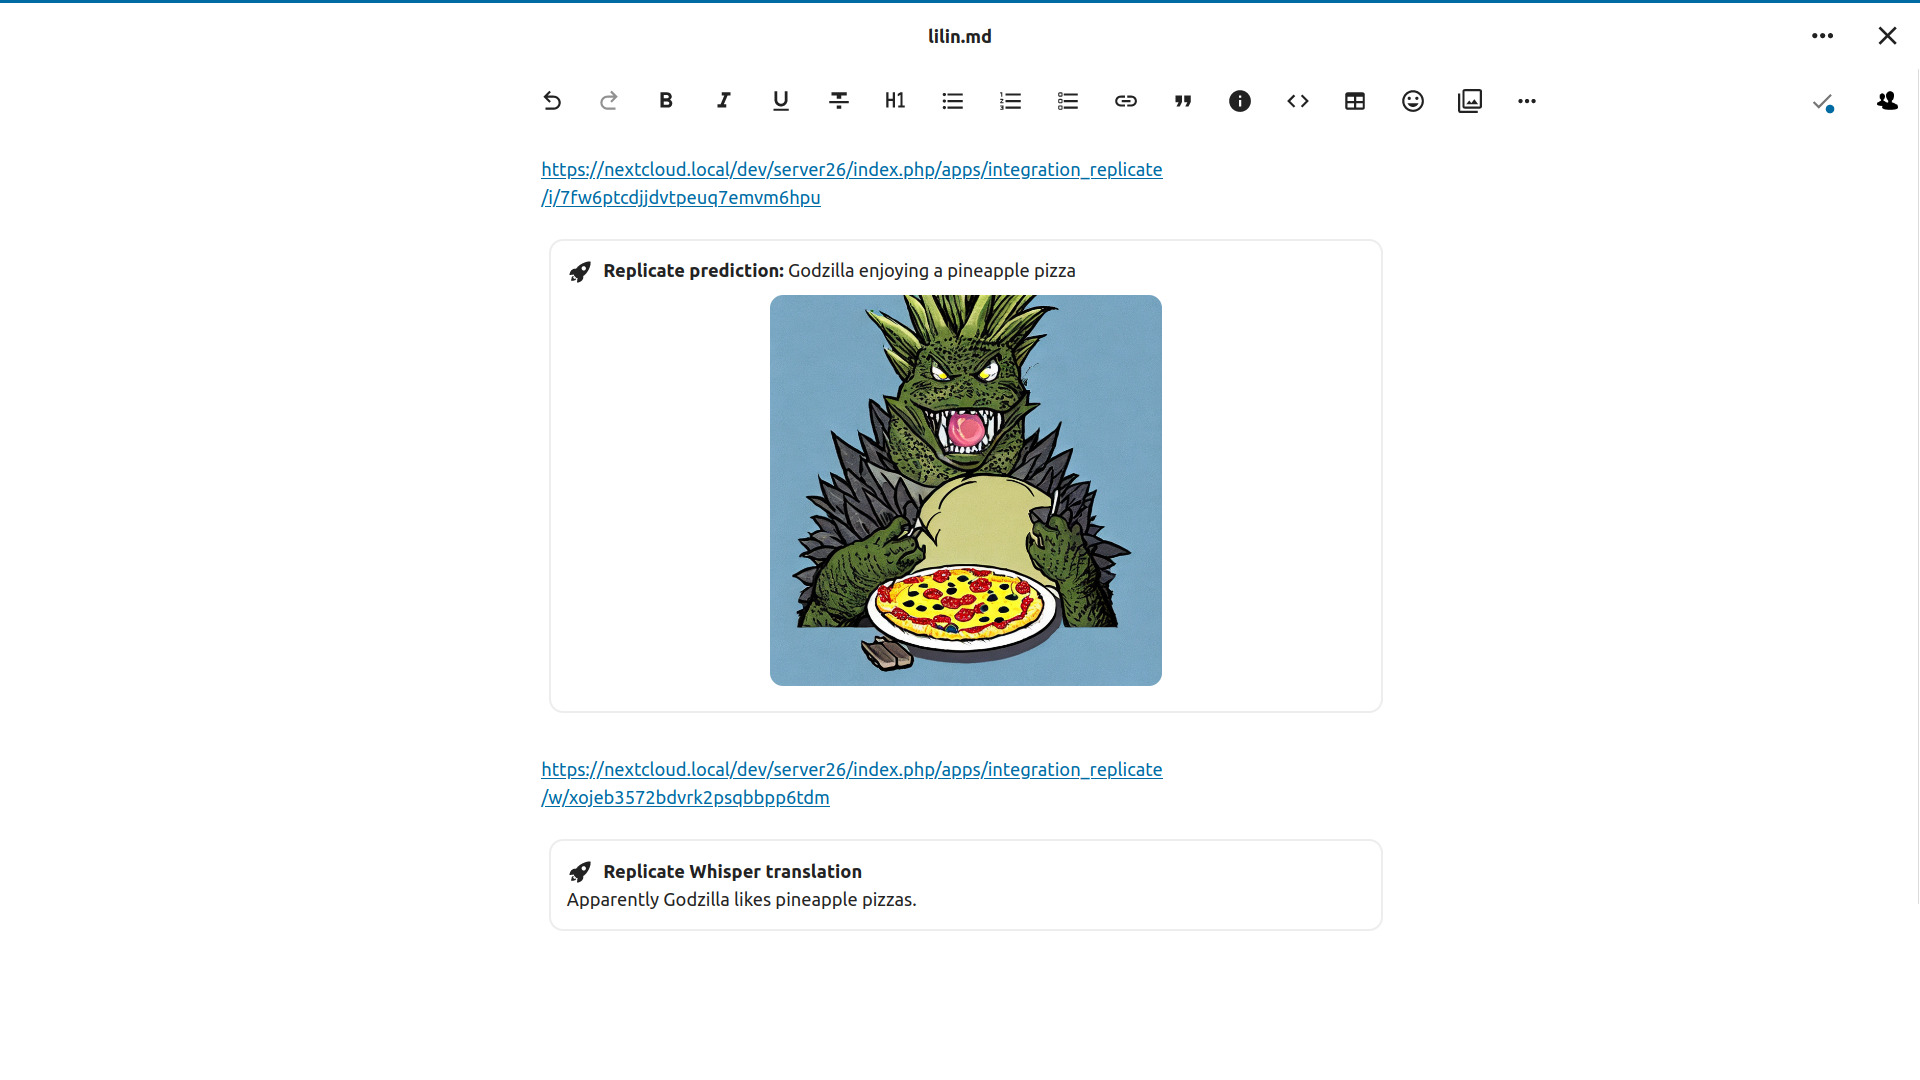 lilin.md
B I U H1
https://nextcloud.local/dev/server26/index.php/apps/integration_replicate
/i/7fw6ptcdjjdvtpeuq7emvm6hpu
Replicate prediction: Godzilla enjoying a pineapple pizza
https://nextcloud.local/dev/server26/index.php/apps/integration_replicate
/w/xojeb3572bdvrk2psqbbpp6tdm
Replicate Whisper translation
Apparently Godzilla likes pineapple pizzas.